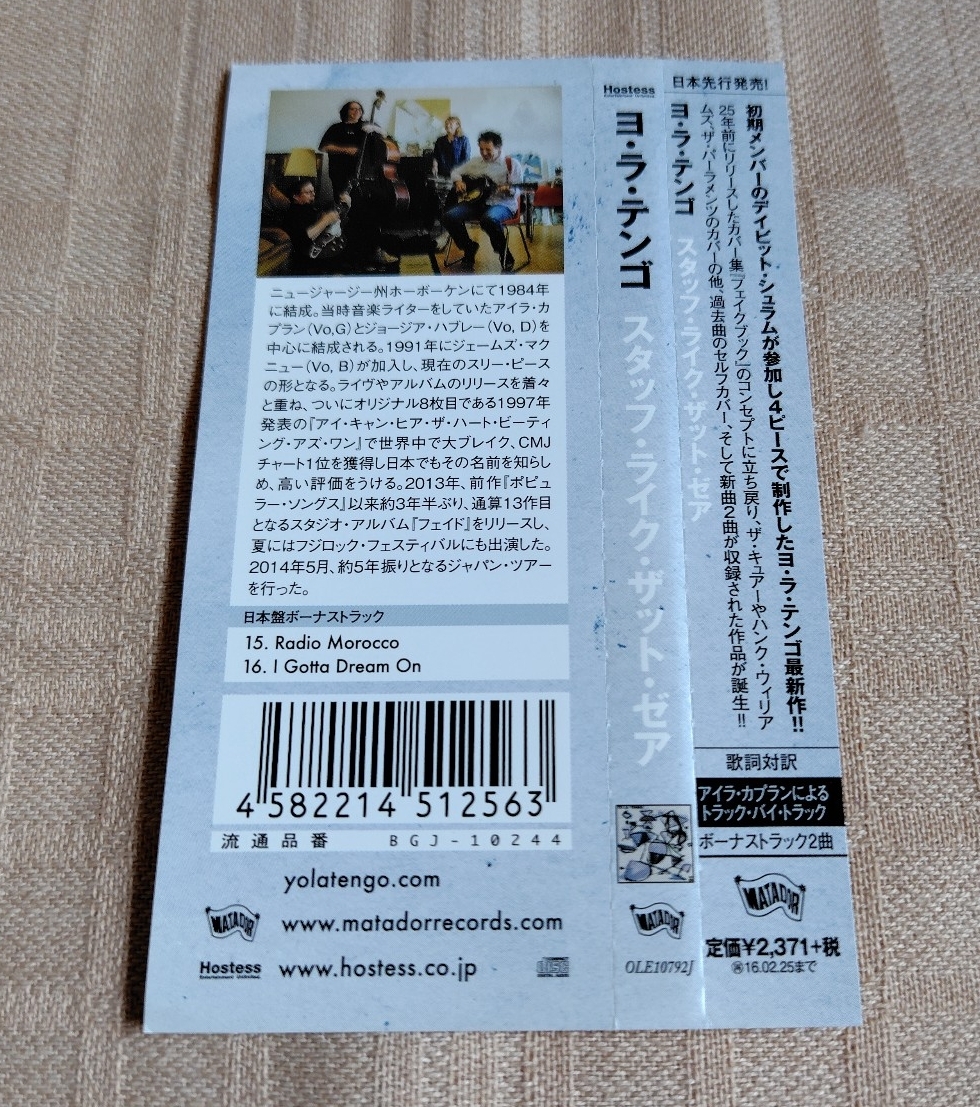 ニュージャージー州ホーボーケンにて1984年
に結成。当時音楽ライターをしていたアイラ・カ
プラン(Vo,G)とジョージア・ハブレー(Vo, D)を
中心に結成される。1991年にジェームズ・マク
ニュー(Vo, B)が加入し、現在のスリー・ピース
の形となる。ライヴやアルバムのリリースを着々
と重ね、ついにオリジナル8枚目である1997年
発表の『アイ・キャン・ヒア・ザ・ハート・ビーティ
ング・アズ・ワン』で世界中で大ブレイク、CMJ
チャート1位を獲得し日本でもその名前を知らし
め、高い評価をうける。2013年、前作『ポピュ
ラー・ソングス』以来約3年半ぶり、通算13作目
となるスタジオ・アルバム『フェイド』をリリースし、
夏にはフジロック・フェスティバルにも出演した。
2014年5月、約5年振りとなるジャパン・ツアー
を行った。
日本盤ボーナストラック
15. Radio Morocco
16. I Gotta Dream On
4 582214 512563
流通品番 BGJ-10244
yolatengo.com
MATADOR www.matadorrecords.com
Hostess www.hostess.co.jp
Hostess
ヨ・ラ・テンゴ スタッフ・ライク・ザット・ゼア
MATADOR
OLE10792J
日本先行発売!
初期メンバーのデイビット・シュラムが参加し4ピースで制作したヨ・ラ・テンゴ最新作!!
25年前にリリースしたカバー集『フェイクブック』のコンセプトに立ち戻り、ザ・キュアーやハンク・ウィリア
ムス、ザ・パーラメンツのカバーの他、過去曲のセルフカバー、そして新曲2曲が収録された作品が誕生!!
ヨ・ラ・テンゴ スタッフ・ライク・ザット・ゼア
歌詞対訳
アイラ・カプランによる
トラック・バイ・トラック
ボーナストラック2曲
MATADOR
定価¥2,371+税
16.02.25まで